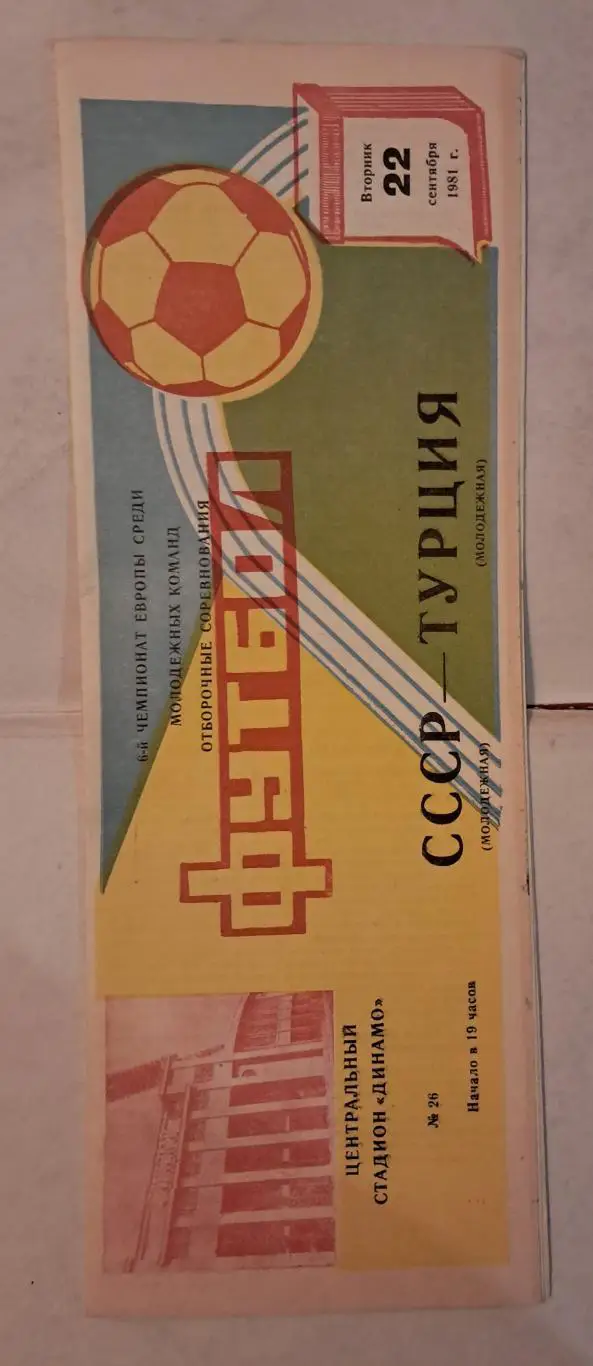 6-й ЧЕМПИОНАТ ЕВРОПЫ СРЕДИ
МОЛОДЕЖНЫХ КОМАНД
ОТБОРОЧНЫЕ СОРЕВНОВАНИЯ
Вторник
22
сентября
1981 г.
ФУТБОЛ
ЦЕНТРАЛЬНЫЙ
СТАДИОН «ДИНАМО»
СССР — ТУРЦИЯ
(МОЛОДЕЖНАЯ) (МОЛОДЕЖНАЯ)
№ 26
Начало в 19 часов